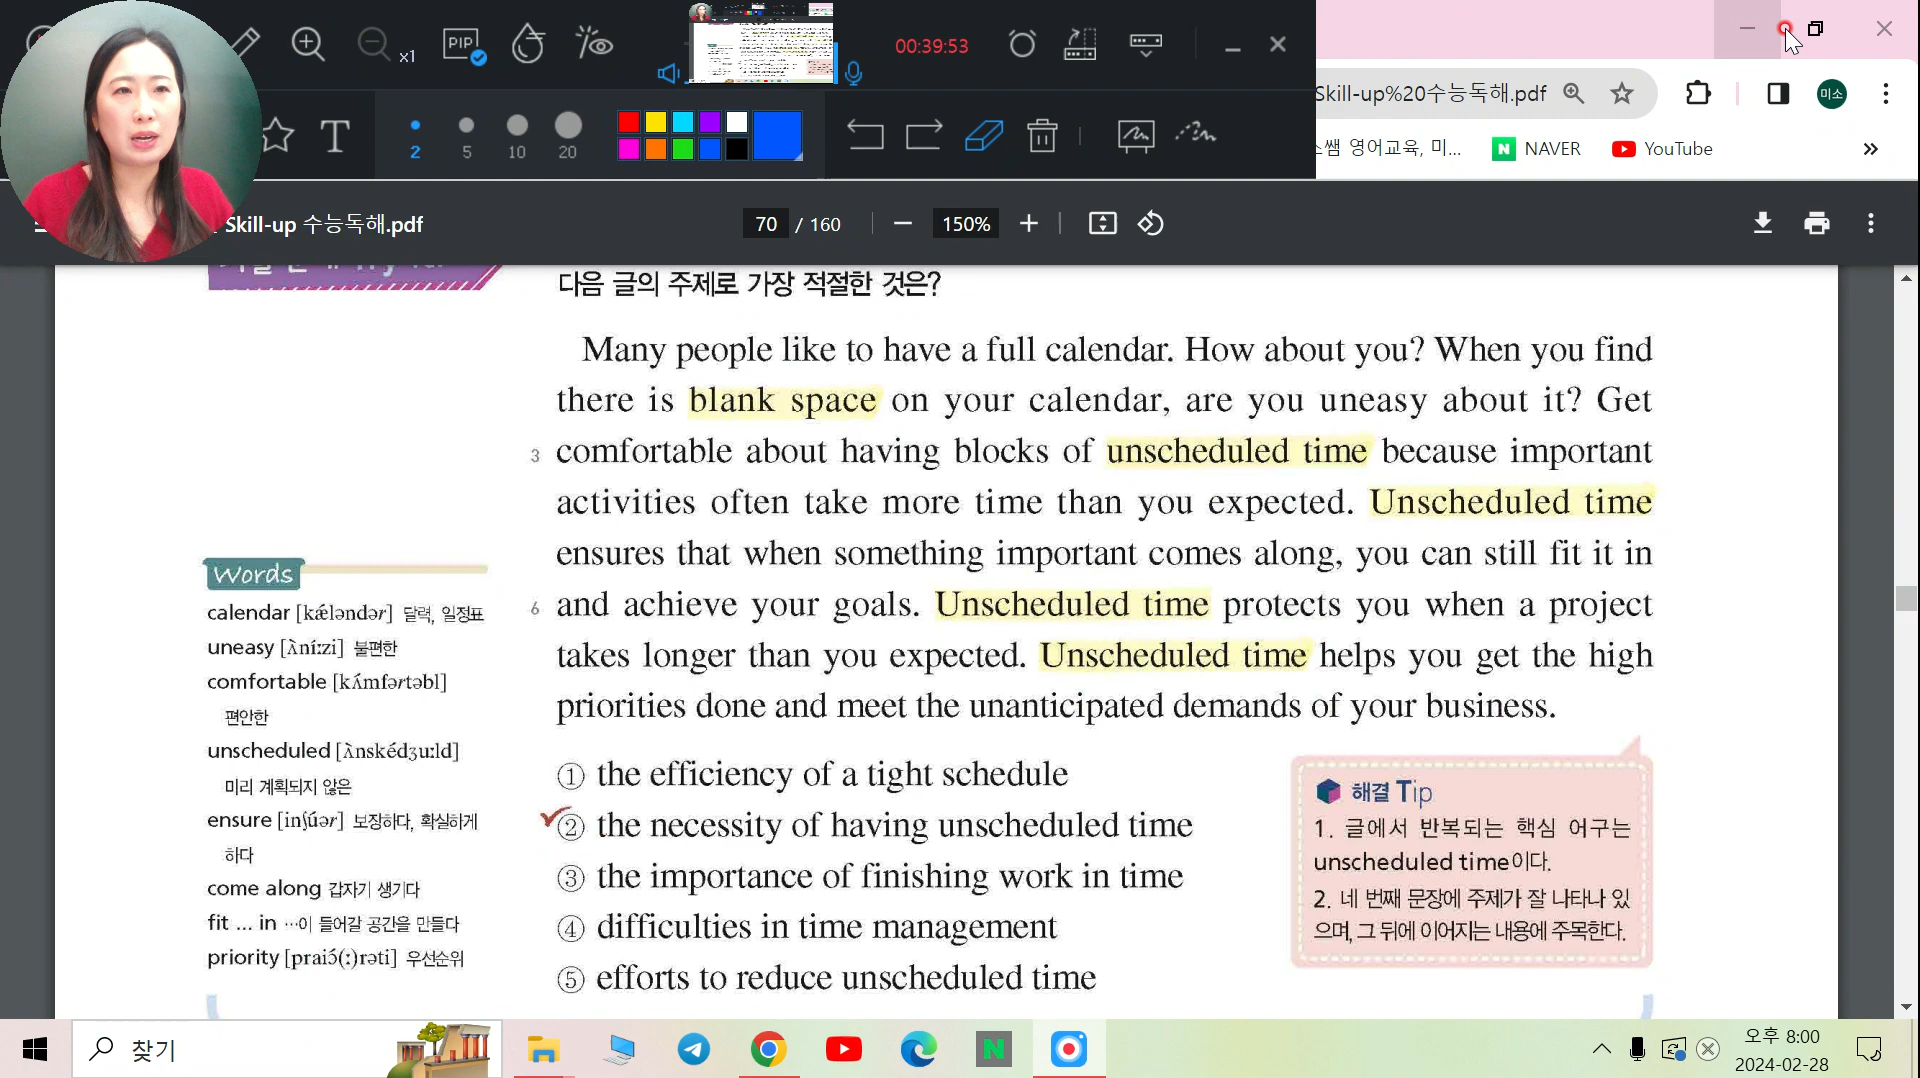 x1
PIP
00:39:53
T
2
5
10
20
Skill-up%20수능독해.pdf
미소
영어교육, 미...
N NAVER
YouTube
»
Skill-up 수능독해.pdf
70 / 160
150%
다음 글의 주제로 가장 적절한 것은?
Many people like to have a full calendar. How about you? When you find
there is blank space on your calendar, are you uneasy about it? Get
3 comfortable about having blocks of unscheduled time because important
activities often take more time than you expected. Unscheduled time
ensures that when something important comes along, you can still fit it in
6 and achieve your goals. Unscheduled time protects you when a project
takes longer than you expected. Unscheduled time helps you get the high
priorities done and meet the unanticipated demands of your business.
① the efficiency of a tight schedule
② the necessity of having unscheduled time
③ the importance of finishing work in time
④ difficulties in time management
⑤ efforts to reduce unscheduled time
Words
calendar [kǽləndər] 달력, 일정표
uneasy [ʌ̀níːzi] 불편한
comfortable [kʌ́mfərtəbl]
편안한
unscheduled [ʌ̀nskédʒuːld]
미리 계획되지 않은
ensure [inʃúər] 보장하다, 확실하게
하다
come along 갑자기 생기다
fit ... in …이 들어갈 공간을 만들다
priority [praió(ː)rəti] 우선순위
해결 Tip
1. 글에서 반복되는 핵심 어구는
unscheduled time이다.
2. 네 번째 문장에 주제가 잘 나타나 있
으며, 그 뒤에 이어지는 내용에 주목한다.
찾기
N
오후 8:00
2024-02-28